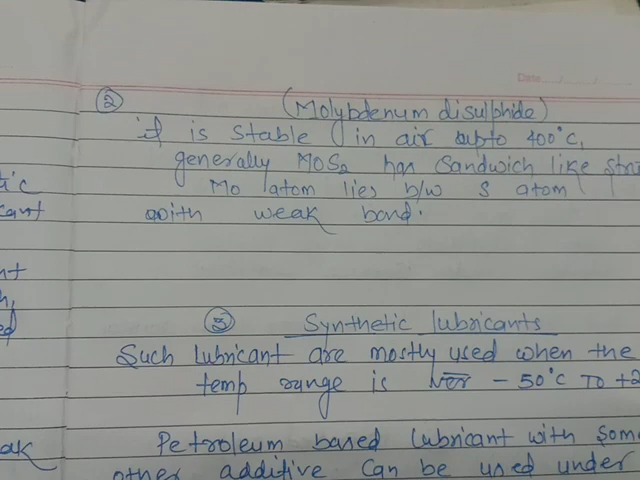 Date
②
(Molybdenum disulphide)
it is stable in air upto 400°C,
generally MOS₂ has Sandwich like
Mo atom lies b/w S atom
with weak bond.
③ Synthetic lubricants
Such lubricant are mostly used when the
temp range is -50°C TO +2
Petroleum based lubricant with som
other additive can be used under